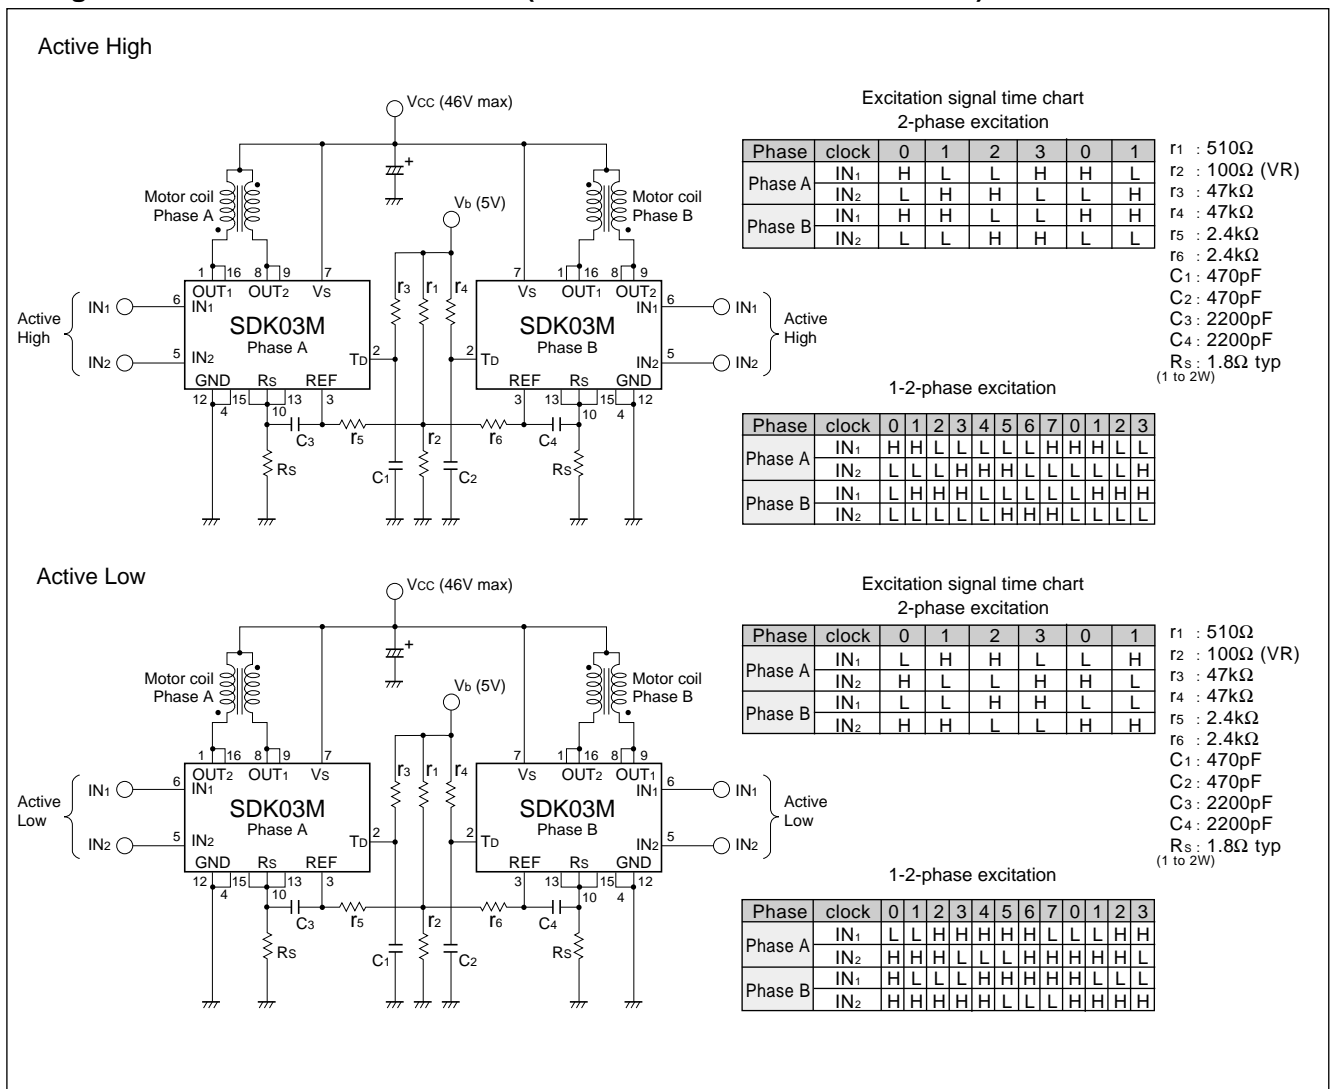 Active High
Vcc (46V max)
+
Motor coil
Phase A
Vb (5V)
Motor coil
Phase B
1 16 8 9 7
OUT1 OUT2 Vs
r3 r1 r4
7 1 16 8 9
Vs OUT1 OUT2
Active
High
IN1 6 IN1
IN2 5 IN2
SDK03M
Phase A
TD 2
2 TD
SDK03M
Phase B
IN1 6 IN1
IN2 5 IN2
Active
High
GND Rs REF
12 4 15 10 13 3
REF Rs GND
3 13 10 15 4 12
C3 r5 r2 r6 C4
Rs C1 C2 Rs
Excitation signal time chart
2-phase excitation
Phase clock 0 1 2 3 0 1
Phase A IN1 H L L H H L
IN2 L H H L L H
Phase B IN1 H H L L H H
IN2 L L H H L L
r1 : 510Ω
r2 : 100Ω (VR)
r3 : 47kΩ
r4 : 47kΩ
r5 : 2.4kΩ
r6 : 2.4kΩ
C1 : 470pF
C2 : 470pF
C3 : 2200pF
C4 : 2200pF
Rs : 1.8Ω typ
(1 to 2W)
1-2-phase excitation
Phase clock 0 1 2 3 4 5 6 7 0 1 2 3
Phase A IN1 H H L L L L L H H H L L
IN2 L L L H H H L L L L L H
Phase B IN1 L H H H L L L L L H H H
IN2 L L L L L H H H L L L L
Active Low
Vcc (46V max)
+
Motor coil
Phase A
Vb (5V)
Motor coil
Phase B
1 16 8 9 7
OUT2 OUT1 Vs
r3 r1 r4
7 1 16 8 9
Vs OUT2 OUT1
Active
Low
IN1 6 IN1
IN2 5 IN2
SDK03M
Phase A
TD 2
2 TD
SDK03M
Phase B
IN1 6 IN1
IN2 5 IN2
Active
Low
GND Rs REF
12 4 15 10 13 3
REF Rs GND
3 13 10 15 4 12
C3 r5 r2 r6 C4
Rs C1 C2 Rs
Excitation signal time chart
2-phase excitation
Phase clock 0 1 2 3 0 1
Phase A IN1 L H H L L H
IN2 H L L H H L
Phase B IN1 L L H H L L
IN2 H H L L H H
r1 : 510Ω
r2 : 100Ω (VR)
r3 : 47kΩ
r4 : 47kΩ
r5 : 2.4kΩ
r6 : 2.4kΩ
C1 : 470pF
C2 : 470pF
C3 : 2200pF
C4 : 2200pF
Rs : 1.8Ω typ
(1 to 2W)
1-2-phase excitation
Phase clock 0 1 2 3 4 5 6 7 0 1 2 3
Phase A IN1 L L H H H H H L L L H H
IN2 H H H L L L H H H H H L
Phase B IN1 H L L L H H H H H L L L
IN2 H H H H H L L L H H H H